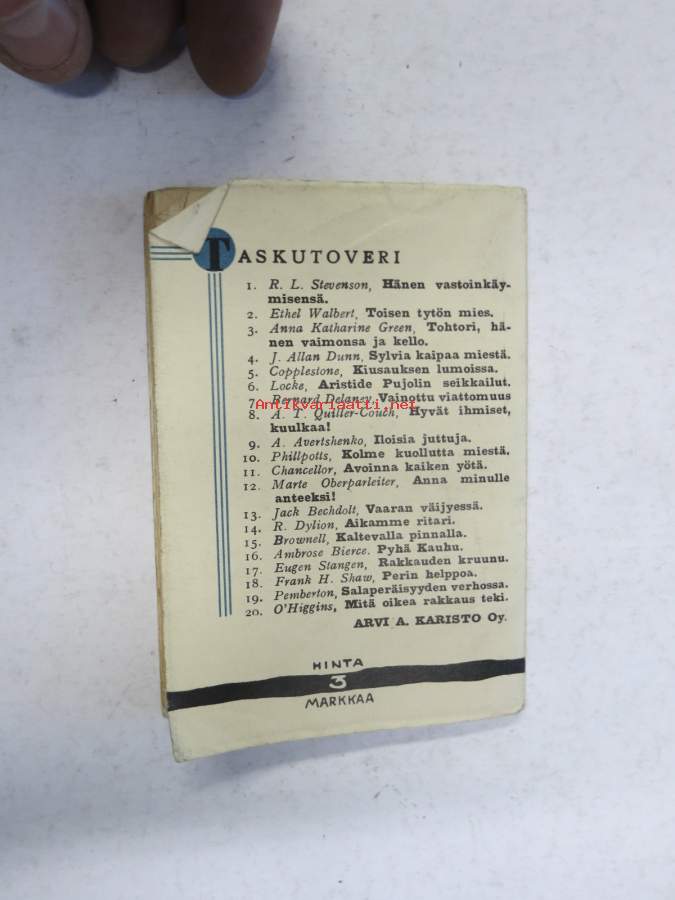 TASKUTOVERI
1. R. L. Stevenson, Hänen vastoinkäy-
misensä.
2. Ethel Walbert, Toisen tytön mies.
3. Anna Katharine Green, Tohtori, hä-
nen vaimonsa ja kello.
4. J. Allan Dunn, Sylvia kaipaa miestä.
5. Copplestone, Kiusauksen lumoissa.
6. Locke, Aristide Pujolin seikkailut.
7. Bernard Delaney, Vainottu viattomuus
Antikvariaatti.net
8. A. T. Quiller-Couch, Hyvät ihmiset,
kuulkaa!
9. A. Avertshenko, Iloisia juttuja.
10. Phillpotts, Kolme kuollutta miestä.
11. Chancellor, Avoinna kaiken yötä.
12. Marte Oberparleiter, Anna minulle
anteeksi!
13. Jack Bechdolt, Vaaran väijyessä.
14. R. Dylion, Aikamme ritari.
15. Brownell, Kaltevalla pinnalla.
16. Ambrose Bierce. Pyhä Kauhu.
17. Eugen Stangen, Rakkauden kruunu.
18. Frank H. Shaw, Perin helppoa.
19. Pemberton, Salaperäisyyden verhossa.
20. O'Higgins, Mitä oikea rakkaus teki.
ARVI A. KARISTO Oy.
HINTA
3
MARKKAA